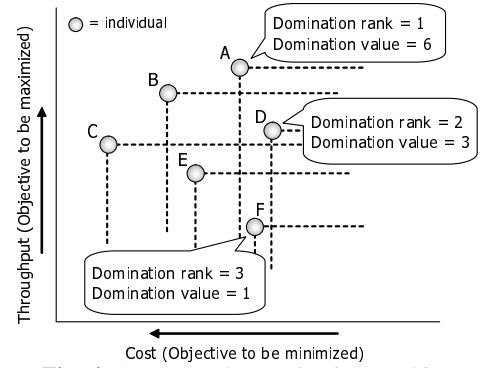 = individual
Domination rank = 1
Domination value = 6
A
B
C
D
Domination rank = 2
Domination value = 3
E
F
Domination rank = 3
Domination value = 1
Throughput (Objective to be maximized)
Cost (Objective to be minimized)